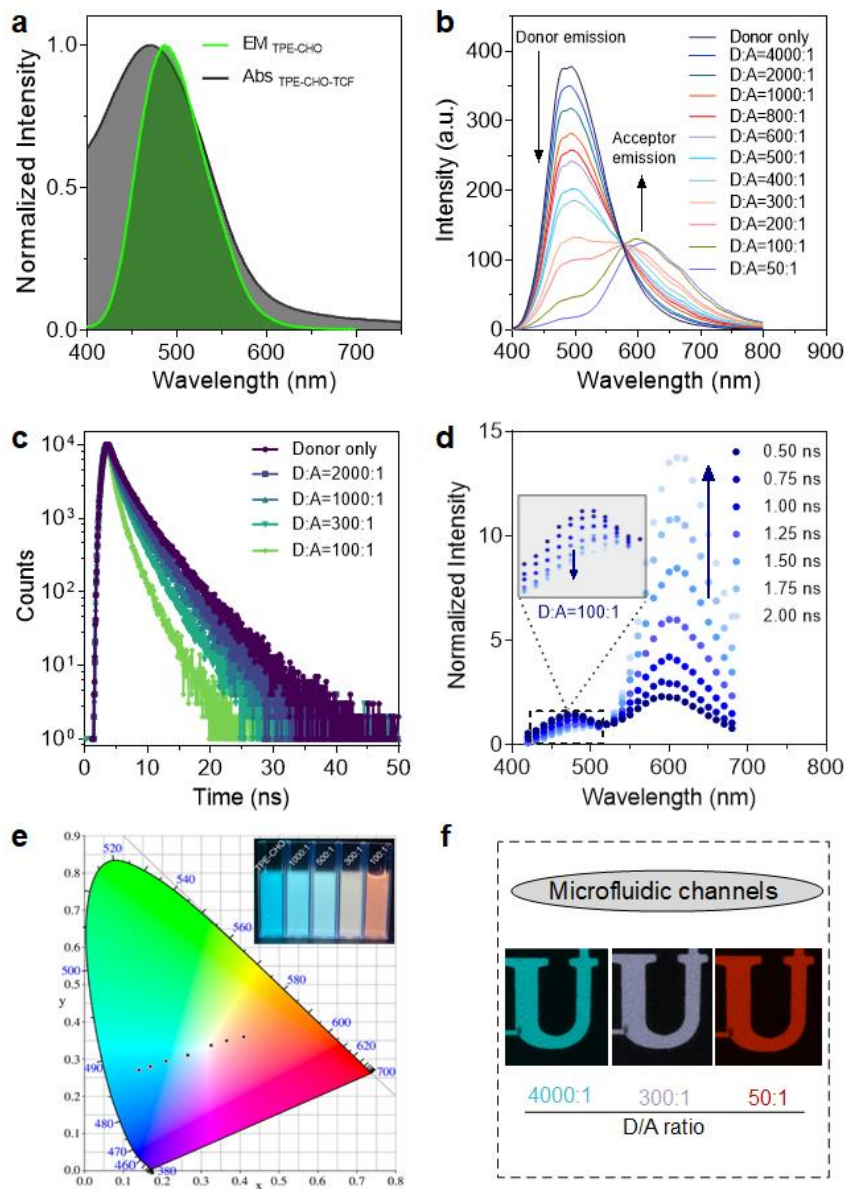 a
EM TPE-CHO
Abs TPE-CHO-TCF
1.0
0.5
0.0
Normalized Intensity
400 500 600 700
Wavelength (nm)
b
Donor emission
Acceptor
emission
Donor only
D:A=4000:1
D:A=2000:1
D:A=1000:1
D:A=800:1
D:A=600:1
D:A=500:1
D:A=400:1
D:A=300:1
D:A=200:1
D:A=100:1
D:A=50:1
400
300
200
100
0
Intensity (a.u.)
400 500 600 700 800 900
Wavelength (nm)
c
Donor only
D:A=2000:1
D:A=1000:1
D:A=300:1
D:A=100:1
10⁴
10³
10²
10¹
10⁰
Counts
0 10 20 30 40 50
Time (ns)
d
0.50 ns
0.75 ns
1.00 ns
1.25 ns
1.50 ns
1.75 ns
2.00 ns
D:A=100:1
15
10
5
0
Normalized Intensity
400 500 600 700 800
Wavelength (nm)
e
TPE-CHO 1000:1 500:1 300:1 100:1
0.9
0.8
0.7
0.6
0.5
0.4
0.3
0.2
0.1
0.0
y
520
540
560
500
580
600
620
700
490
480
470
460
380
0.0 0.1 0.2 0.3 0.4 0.5 0.6 0.7 0.8
x
f
Microfluidic channels
4000:1 300:1 50:1
D/A ratio